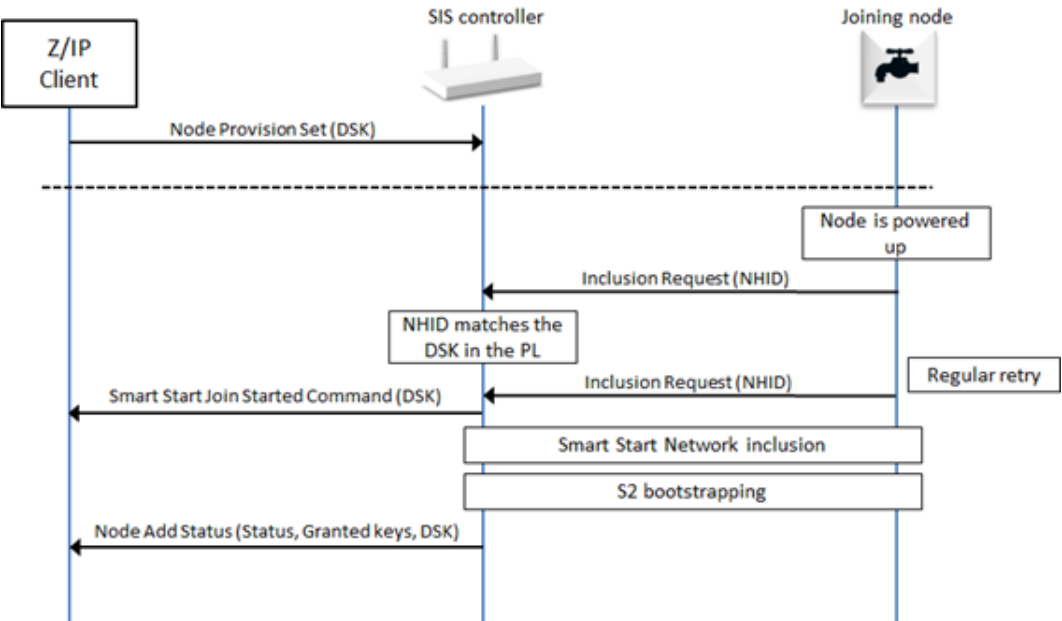 SIS controller
Joining node
Z/IP
Client
Node Provision Set (DSK)
Node is powered
up
Inclusion Request (NHID)
NHID matches the
DSK in the PL
Regular retry
Inclusion Request (NHID)
Smart Start Join Started Command (DSK)
Smart Start Network inclusion
S2 bootstrapping
Node Add Status (Status, Granted keys, DSK)